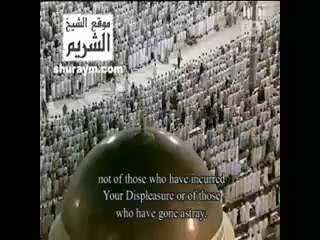 موقع الشيخ
الشريم
shuraym.com
not of those who have incurred
Your Displeasure or of those
who have gone astray.